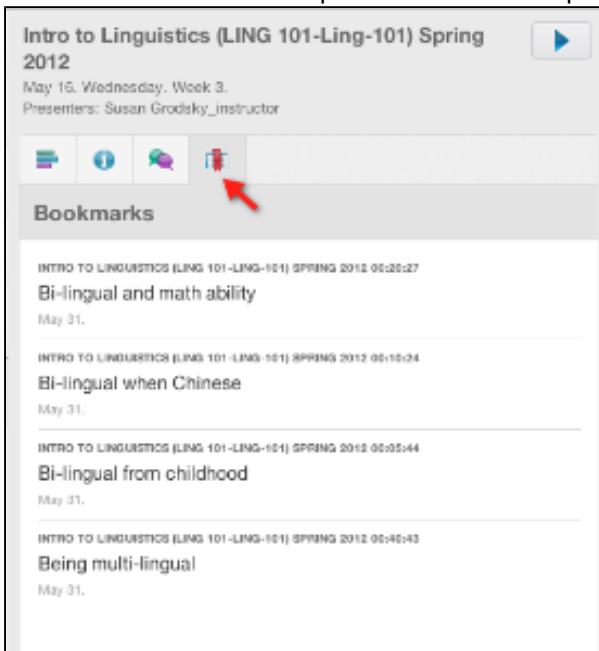 Intro to Linguistics (LING 101-Ling-101) Spring
2012
May 16. Wednesday. Week 3.
Presenters: Susan Grodsky_instructor
Bookmarks
INTRO TO LINGUISTICS (LING 101-LING-101) SPRING 2012 00:20:27
Bi-lingual and math ability
May 31.
INTRO TO LINGUISTICS (LING 101-LING-101) SPRING 2012 00:10:24
Bi-lingual when Chinese
May 31.
INTRO TO LINGUISTICS (LING 101-LING-101) SPRING 2012 00:05:44
Bi-lingual from childhood
May 31.
INTRO TO LINGUISTICS (LING 101-LING-101) SPRING 2012 00:40:43
Being multi-lingual
May 31.